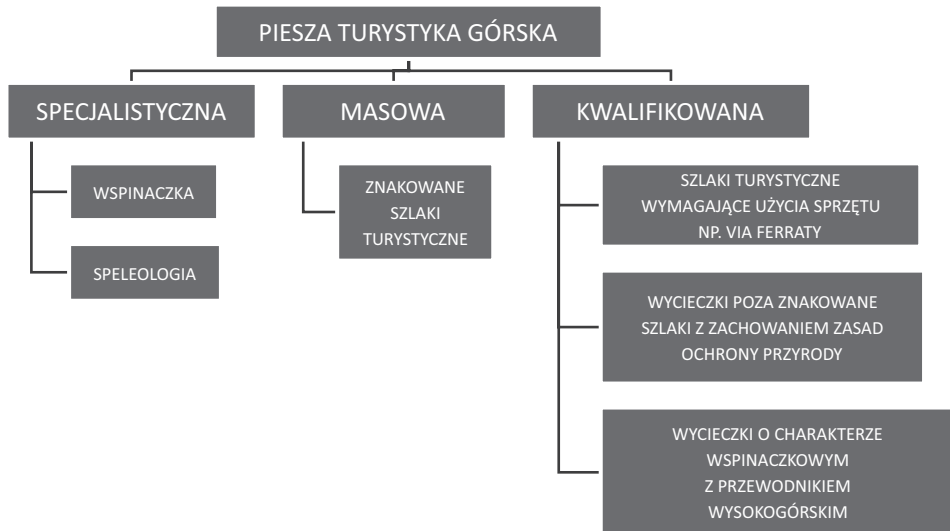 PIESZA TURYSTYKA GÓRSKA
SPECJALISTYCZNA
MASOWA
KWALIFIKOWANA
WSPINACZKA
SPELEOLOGIA
ZNAKOWANE
SZLAKI
TURYSTYCZNE
SZLAKI TURYSTYCZNE
WYMAGAJĄCE UŻYCIA SPRZĘTU
NP. VIA FERRATY
WYCIECZKI POZA ZNAKOWANE
SZLAKI Z ZACHOWANIEM ZASAD
OCHRONY PRZYRODY
WYCIECZKI O CHARAKTERZE
WSPINACZKOWYM
Z PRZEWODNIKIEM
WYSOKOGÓRSKIM